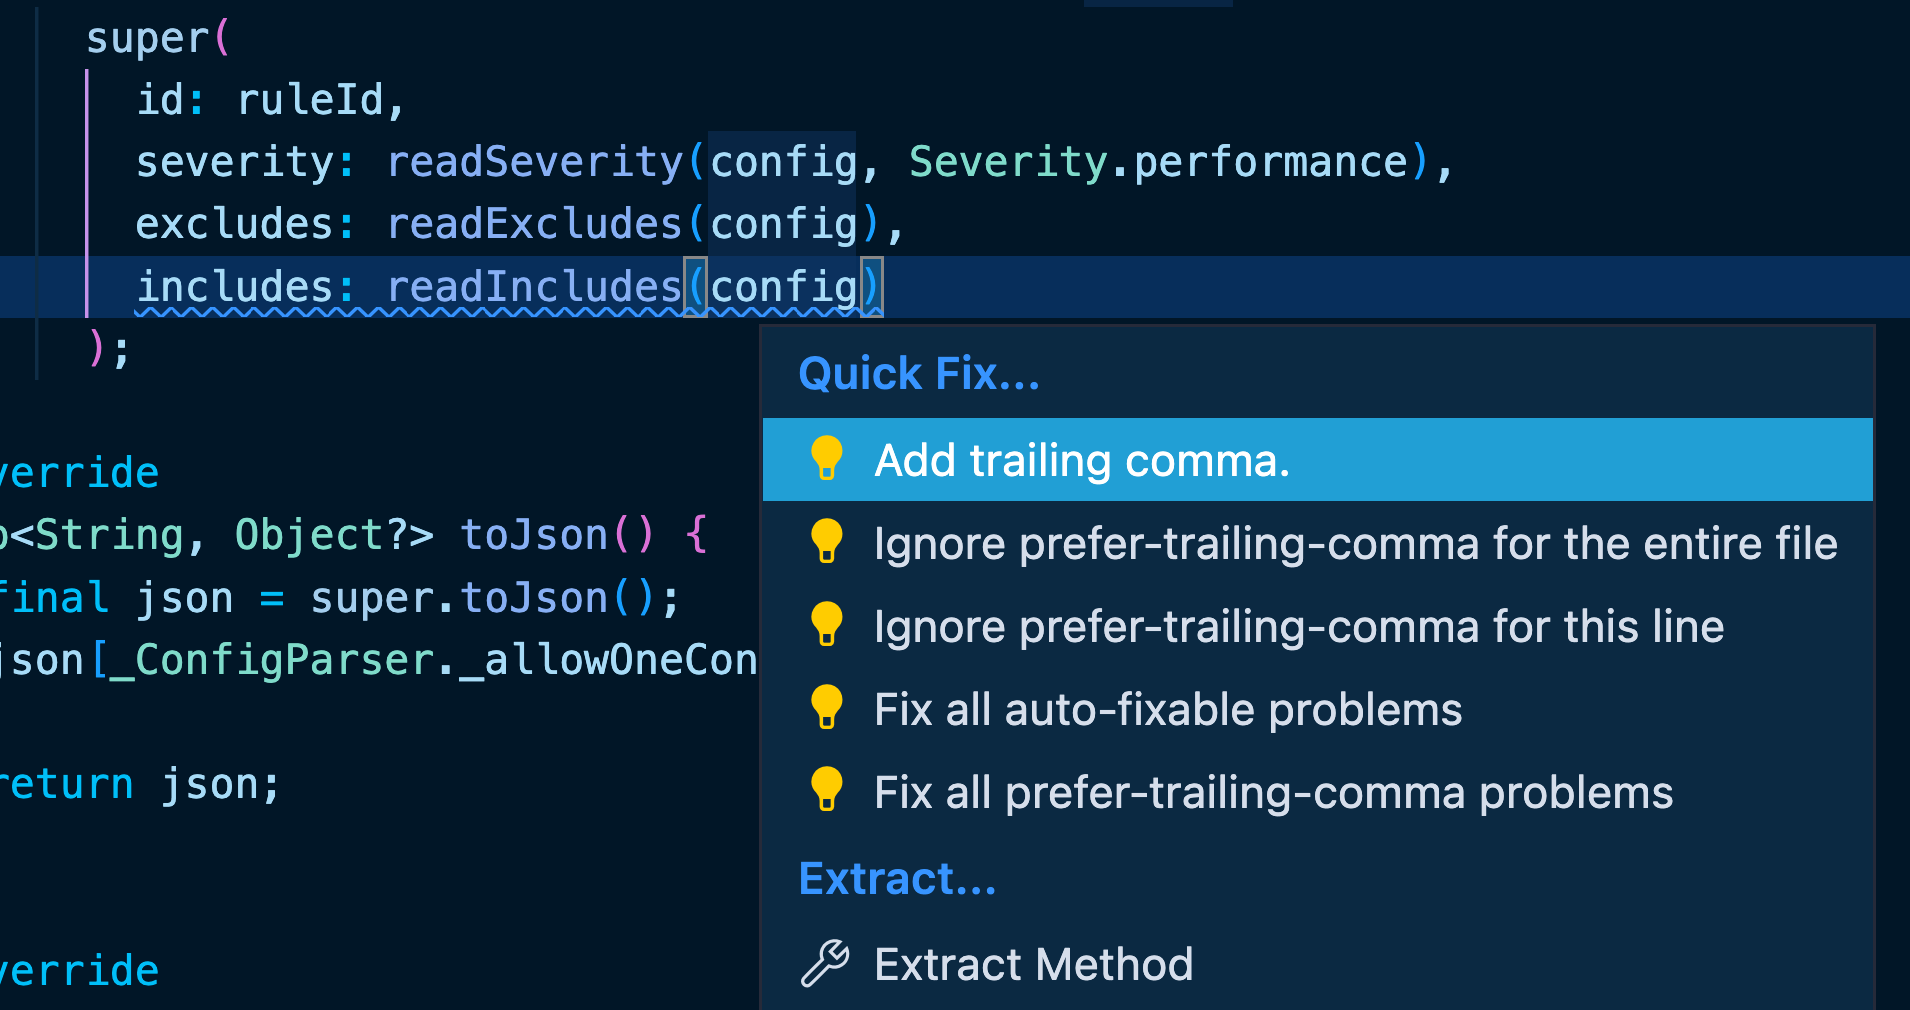 super(
id: ruleId,
severity: readSeverity(config, Severity.performance),
excludes: readExcludes(config),
includes: readIncludes(config)
);
verride
<String, Object?> toJson() {
final json = super.toJson();
json[_ConfigParser._allowOneCon
return json;
verride
Quick Fix...
Add trailing comma.
Ignore prefer-trailing-comma for the entire file
Ignore prefer-trailing-comma for this line
Fix all auto-fixable problems
Fix all prefer-trailing-comma problems
Extract...
Extract Method